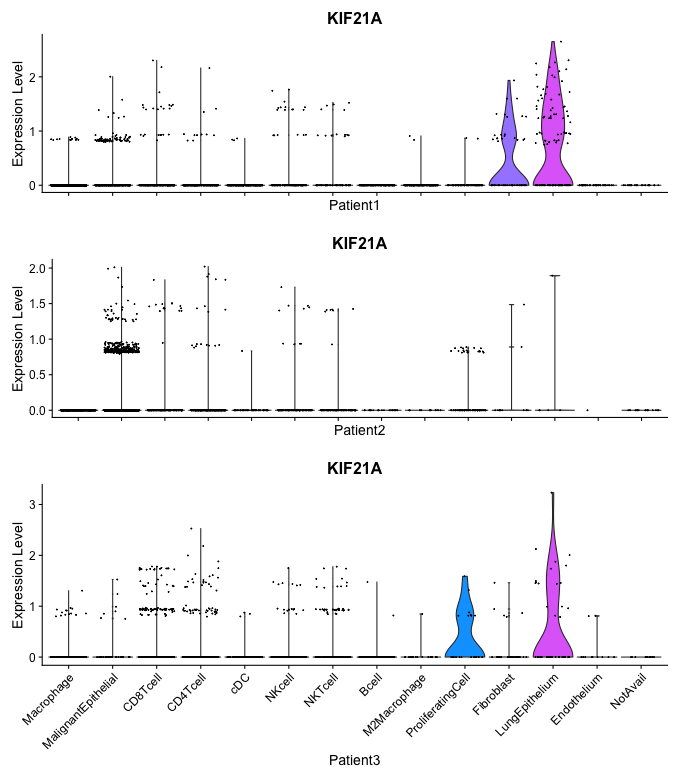 KIF21A
Expression Level
2
1
0
Patient1
KIF21A
Expression Level
2.0
1.5
1.0
0.5
0.0
Patient2
KIF21A
Expression Level
3
2
1
0
Macrophage
MalignantEpithelial
CD8Tcell
CD4Tcell
cDC
NKcell
NKTcell
Bcell
M2Macrophage
ProliferatingCell
Fibroblast
LungEpithelium
Endothelium
NotAvail
Patient3